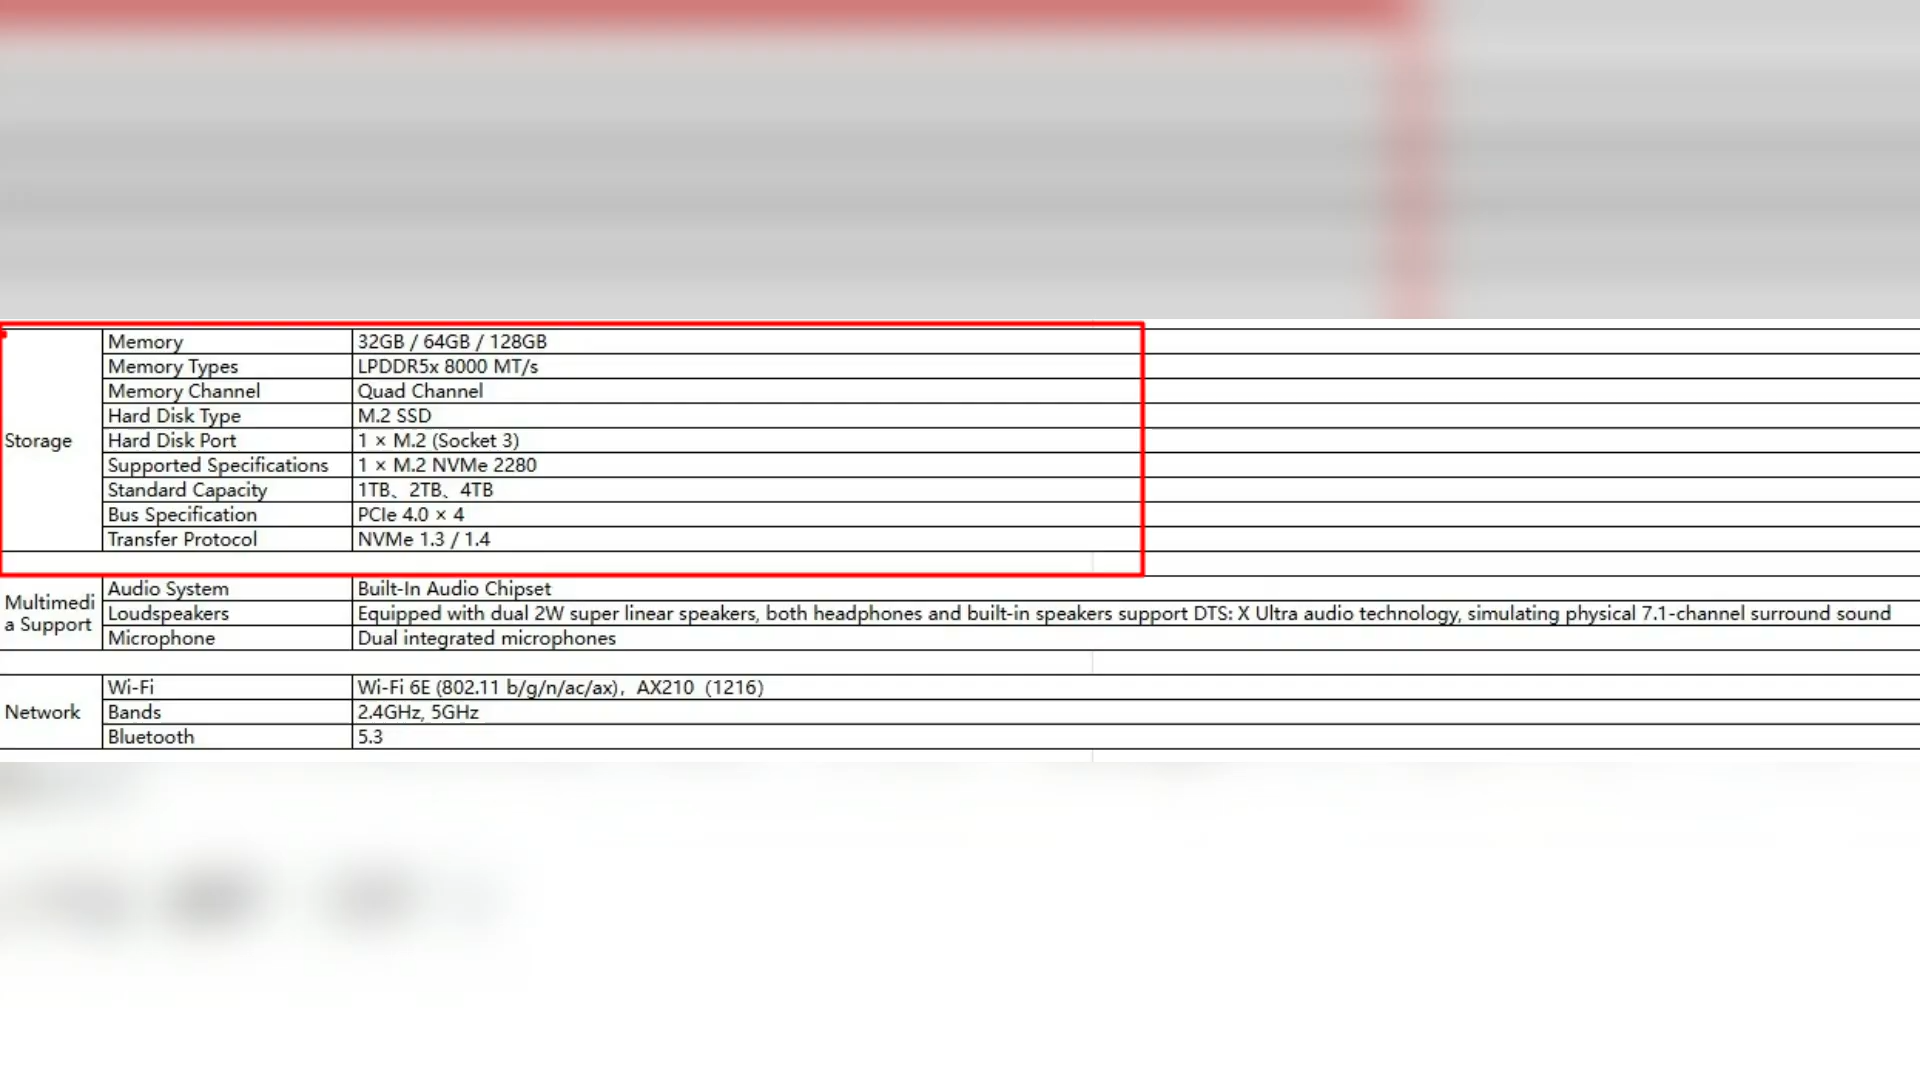 Storage
Memory 32GB / 64GB / 128GB
Memory Types LPDDR5x 8000 MT/s
Memory Channel Quad Channel
Hard Disk Type M.2 SSD
Hard Disk Port 1 × M.2 (Socket 3)
Supported Specifications 1 × M.2 NVMe 2280
Standard Capacity 1TB、2TB、4TB
Bus Specification PCIe 4.0 × 4
Transfer Protocol NVMe 1.3 / 1.4
Multimedi
a Support
Audio System Built-In Audio Chipset
Loudspeakers Equipped with dual 2W super linear speakers, both headphones and built-in speakers support DTS: X Ultra audio technology, simulating physical 7.1-channel surround sound
Microphone Dual integrated microphones
Network
Wi-Fi Wi-Fi 6E (802.11 b/g/n/ac/ax)，AX210（1216）
Bands 2.4GHz, 5GHz
Bluetooth 5.3